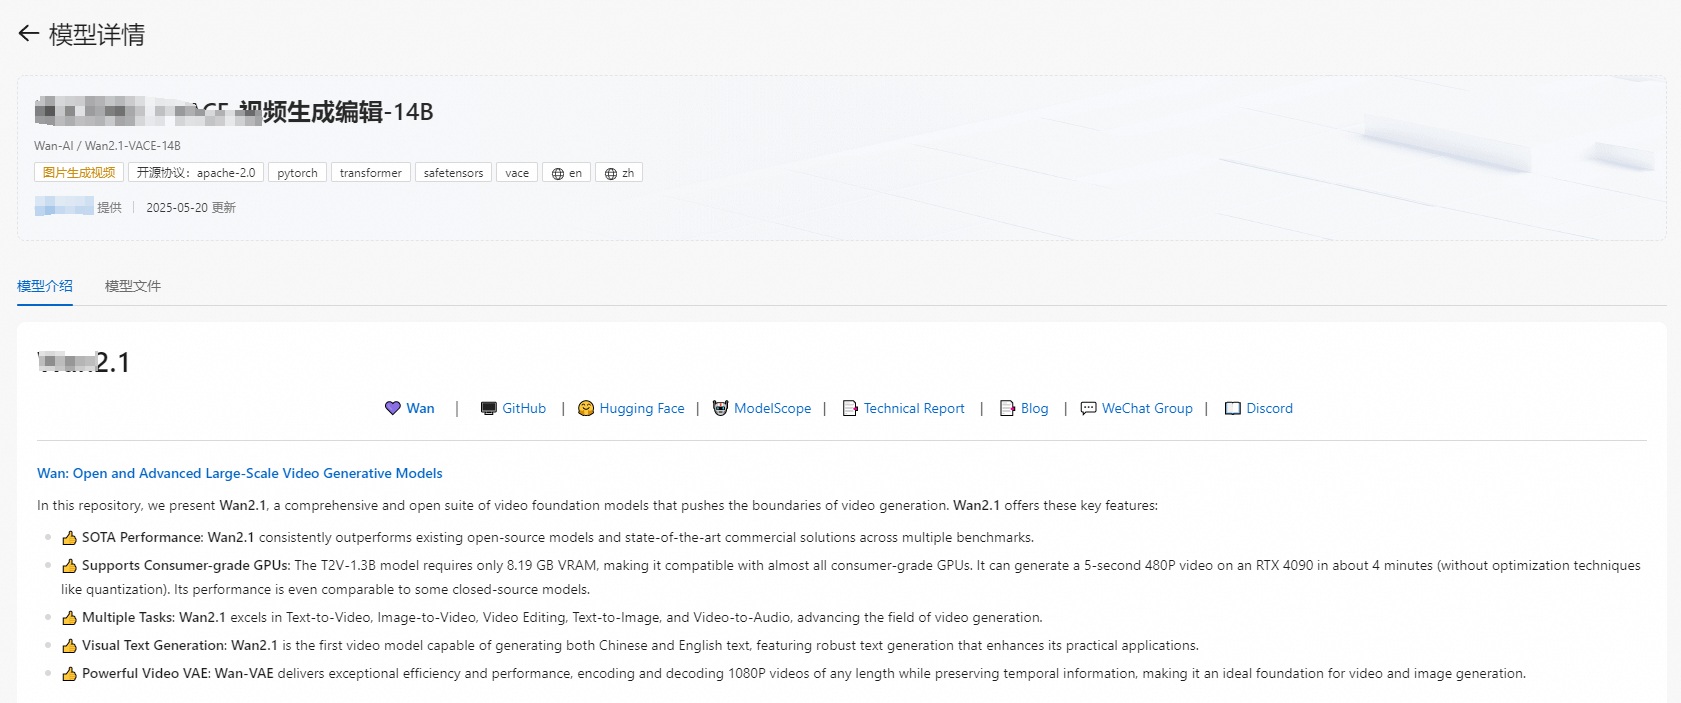 模型详情
视频生成编辑-14B
Wan-AI / Wan2.1-VACE-14B
图片生成视频 开源协议：apache-2.0 pytorch transformer safetensors vace en zh
提供 2025-05-20 更新
模型介绍 模型文件
2.1
Wan | GitHub | Hugging Face | ModelScope | Technical Report | Blog | WeChat Group | Discord
Wan: Open and Advanced Large-Scale Video Generative Models
In this repository, we present Wan2.1, a comprehensive and open suite of video foundation models that pushes the boundaries of video generation. Wan2.1 offers these key features:
SOTA Performance: Wan2.1 consistently outperforms existing open-source models and state-of-the-art commercial solutions across multiple benchmarks.
Supports Consumer-grade GPUs: The T2V-1.3B model requires only 8.19 GB VRAM, making it compatible with almost all consumer-grade GPUs. It can generate a 5-second 480P video on an RTX 4090 in about 4 minutes (without optimization techniques
like quantization). Its performance is even comparable to some closed-source models.
Multiple Tasks: Wan2.1 excels in Text-to-Video, Image-to-Video, Video Editing, Text-to-Image, and Video-to-Audio, advancing the field of video generation.
Visual Text Generation: Wan2.1 is the first video model capable of generating both Chinese and English text, featuring robust text generation that enhances its practical applications.
Powerful Video VAE: Wan-VAE delivers exceptional efficiency and performance, encoding and decoding 1080P videos of any length while preserving temporal information, making it an ideal foundation for video and image generation.